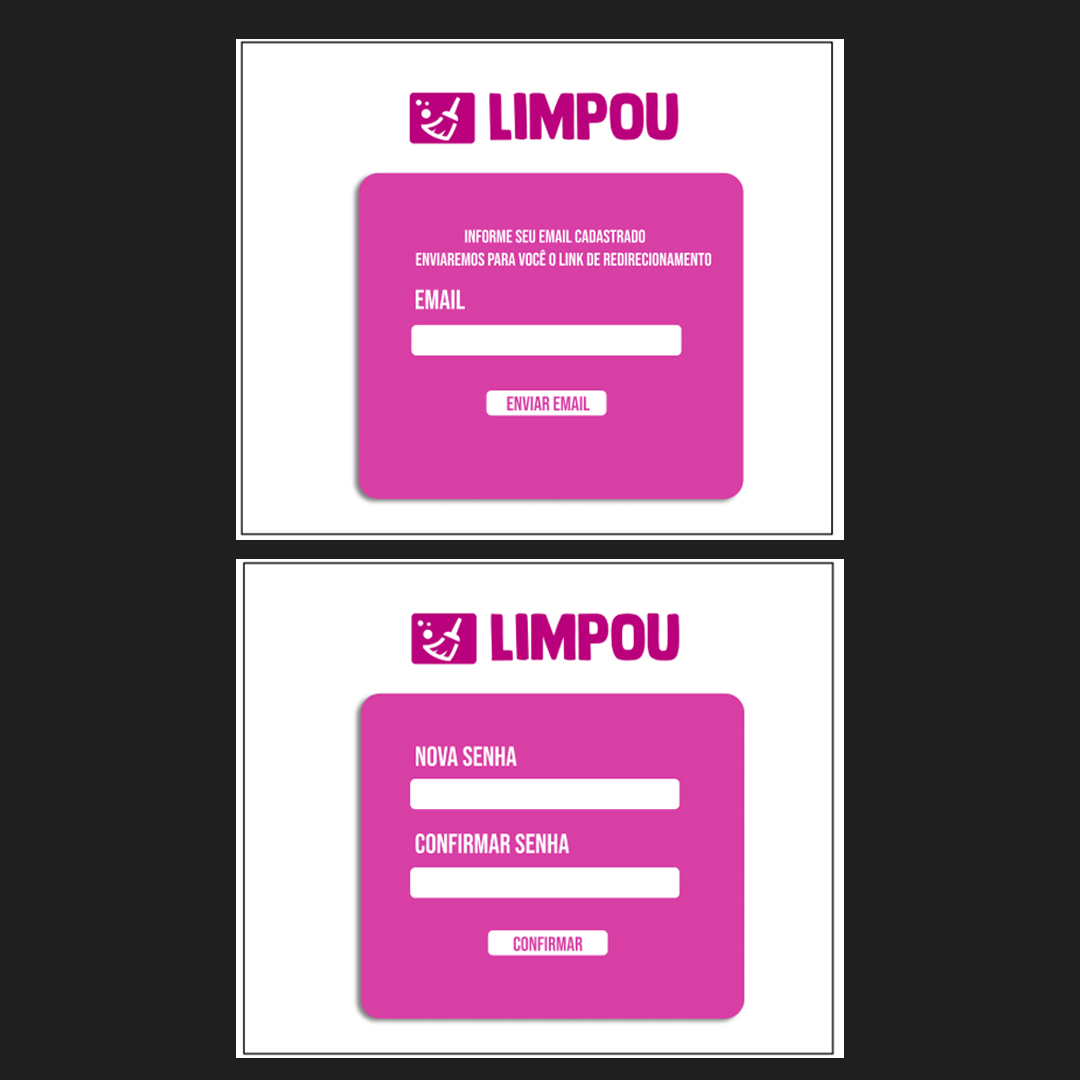 LIMPOU
INFORME SEU EMAIL CADASTRADO
ENVIAREMOS PARA VOCÊ O LINK DE REDIRECIONAMENTO
EMAIL
ENVIAR EMAIL
LIMPOU
NOVA SENHA
CONFIRMAR SENHA
CONFIRMAR